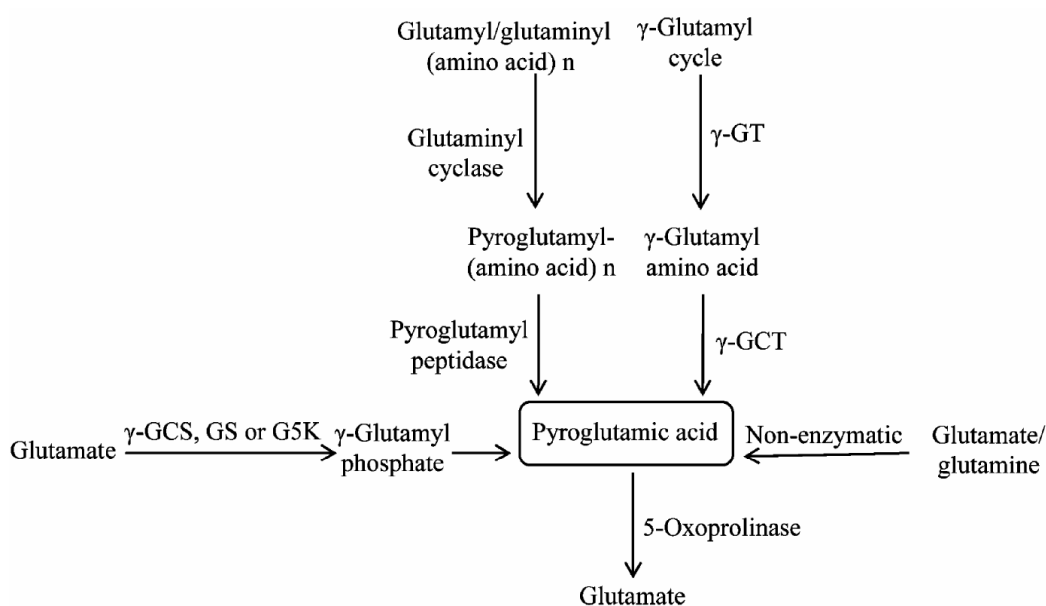 Glutamyl/glutaminyl
(amino acid) n
γ-Glutamyl
cycle
Glutaminyl
cyclase
γ-GT
Pyroglutamyl-
(amino acid) n
γ-Glutamyl
amino acid
Pyroglutamyl
peptidase
γ-GCT
Glutamate
γ-GCS, GS or G5K
γ-Glutamyl
phosphate
Pyroglutamic acid
Non-enzymatic
Glutamate/
glutamine
5-Oxoprolinase
Glutamate